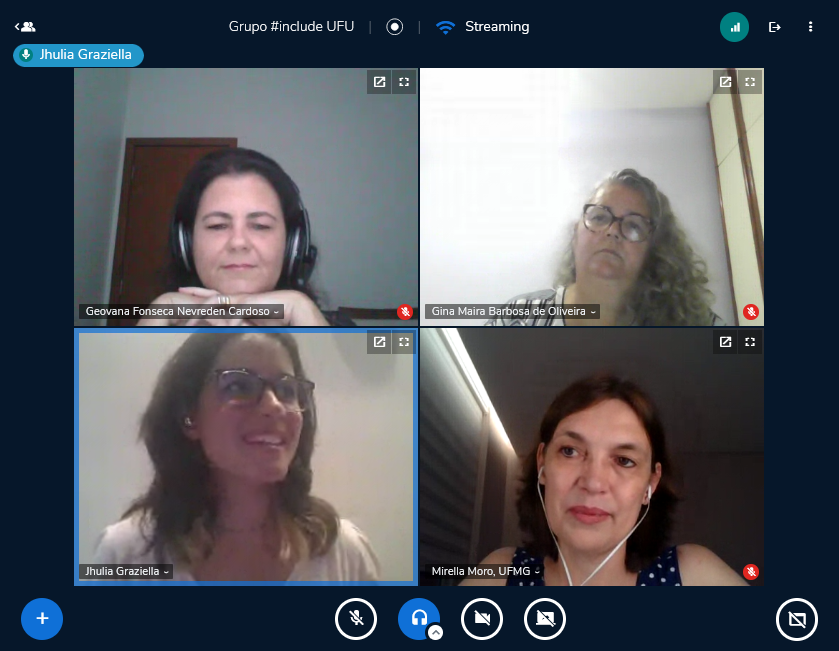 Grupo #include UFU
Streaming
Jhulia Graziella
Geovana Fonseca Nevreden Cardoso
Gina Maira Barbosa de Oliveira
Jhulia Graziella
Mirella Moro, UFMG